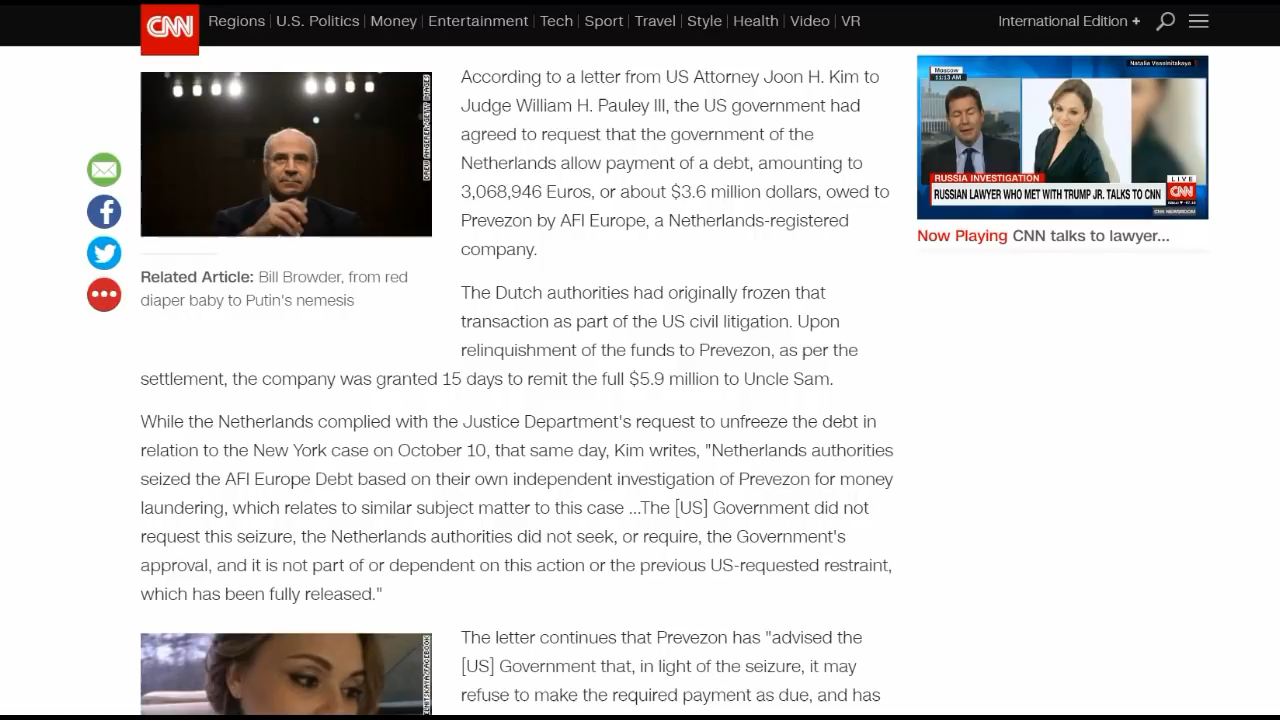 CNN Regions U.S. Politics Money Entertainment Tech Sport Travel Style Health Video VR International Edition +
DREW ANGERER/GETTY IMAGES
Related Article: Bill Browder, from red
diaper baby to Putin's nemesis
According to a letter from US Attorney Joon H. Kim to
Judge William H. Pauley III, the US government had
agreed to request that the government of the
Netherlands allow payment of a debt, amounting to
3,068,946 Euros, or about $3.6 million dollars, owed to
Prevezon by AFI Europe, a Netherlands-registered
company.
The Dutch authorities had originally frozen that
transaction as part of the US civil litigation. Upon
relinquishment of the funds to Prevezon, as per the
settlement, the company was granted 15 days to remit the full $5.9 million to Uncle Sam.
While the Netherlands complied with the Justice Department's request to unfreeze the debt in
relation to the New York case on October 10, that same day, Kim writes, "Netherlands authorities
seized the AFI Europe Debt based on their own independent investigation of Prevezon for money
laundering, which relates to similar subject matter to this case ...The [US] Government did not
request this seizure, the Netherlands authorities did not seek, or require, the Government's
approval, and it is not part of or dependent on this action or the previous US-requested restraint,
which has been fully released."
The letter continues that Prevezon has "advised the
[US] Government that, in light of the seizure, it may
refuse to make the required payment as due, and has
Moscow
11:13 AM
Natalia Veselnitskaya
RUSSIA INVESTIGATION
RUSSIAN LAWYER WHO MET WITH TRUMP JR. TALKS TO CNN
LIVE
CNN
CNN NEWSROOM
Now Playing CNN talks to lawyer...